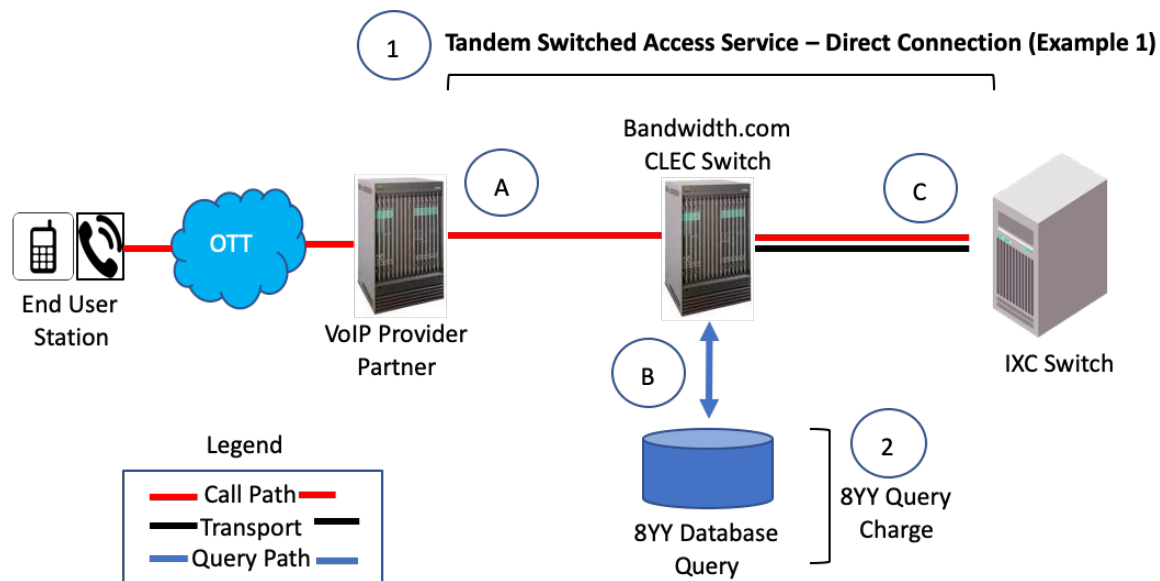 1
Tandem Switched Access Service – Direct Connection (Example 1)
Bandwidth.com
CLEC Switch
A
C
OTT
End User
Station
VoIP Provider
Partner
B
IXC Switch
Legend
Call Path
Transport
Query Path
8YY Database
Query
2
8YY Query
Charge